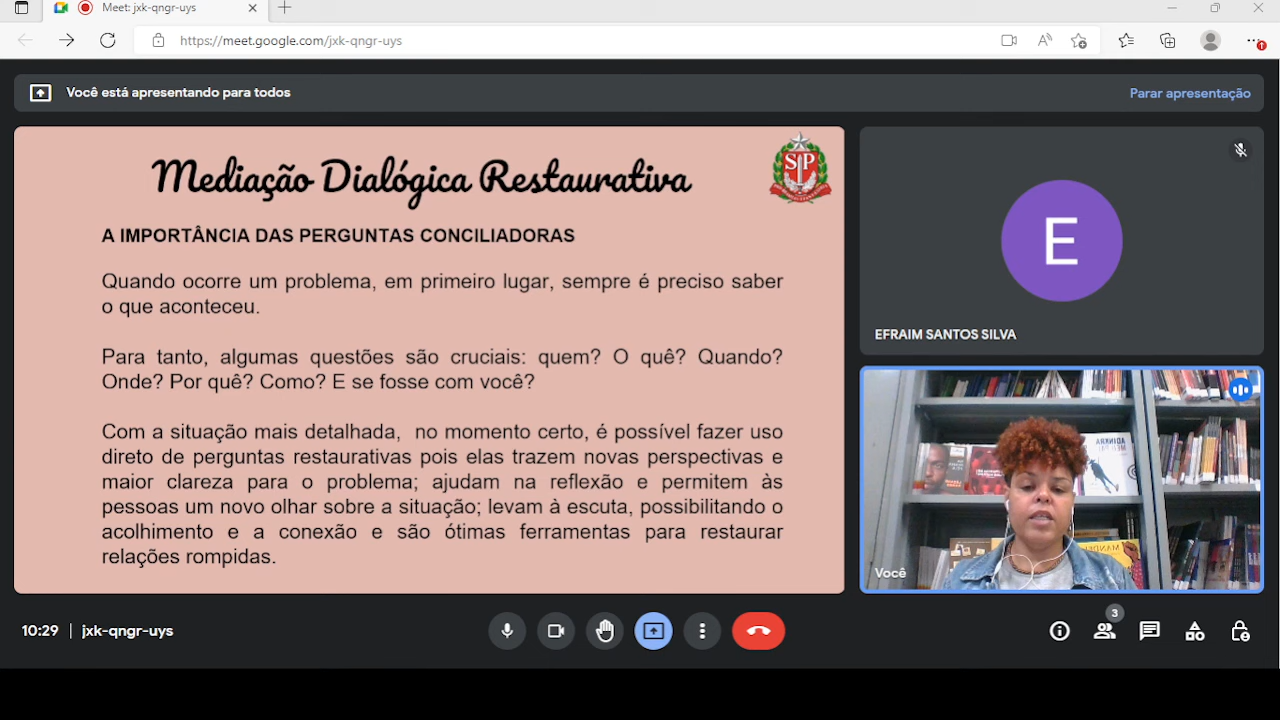 Meet: jxk-qngr-uys
https://meet.google.com/jxk-qngr-uys
Você está apresentando para todos
Parar apresentação
Mediação Dialógica Restaurativa
SP
A IMPORTÂNCIA DAS PERGUNTAS CONCILIADORAS
Quando ocorre um problema, em primeiro lugar, sempre é preciso saber
o que aconteceu.
Para tanto, algumas questões são cruciais: quem? O quê? Quando?
Onde? Por quê? Como? E se fosse com você?
Com a situação mais detalhada, no momento certo, é possível fazer uso
direto de perguntas restaurativas, pois elas trazem novas perspectivas e
maior clareza para o problema; ajudam na reflexão e permitem às
pessoas um novo olhar sobre a situação; levam à escuta, possibilitando o
acolhimento e a conexão e são ótimas ferramentas para restaurar
relações rompidas.
E
EFRAIM SANTOS SILVA
Você
10:29 | jxk-qngr-uys
3